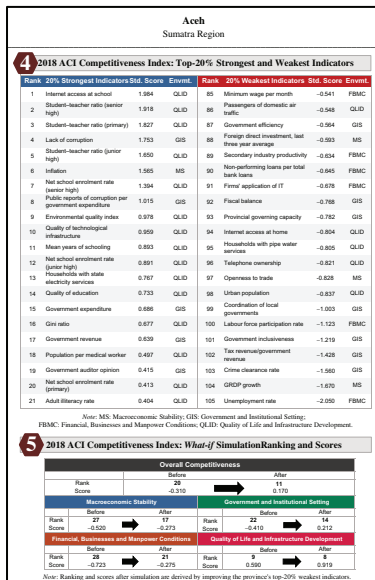 Aceh
Sumatra Region
4 2018 ACI Competitiveness Index: Top-20% Strongest and Weakest Indicators
Rank 20% Strongest Indicators Std. Score Envmt. Rank 20% Weakest Indicators Std. Score Envmt.
1 Internet access at school 1.984 QLID 85 Minimum wage per month –0.541 FBMC
2 Student–teacher ratio (senior high) 1.918 QLID 86 Passengers of domestic air traffic –0.548 QLID
3 Student–teacher ratio (primary) 1.827 QLID 87 Government efficiency –0.564 GIS
4 Lack of corruption 1.753 GIS 88 Foreign direct investment, last three year average –0.593 MS
5 Student–teacher ratio (junior high) 1.650 QLID 89 Secondary industry productivity –0.634 FBMC
6 Inflation 1.565 MS 90 Non-performing loans per total bank loans –0.645 FBMC
7 Net school enrolment rate (senior high) 1.394 QLID 91 Firms' application of IT –0.678 FBMC
8 Public reports of corruption per government expenditure 1.015 GIS 92 Fiscal balance –0.768 GIS
9 Environmental quality index 0.978 QLID 93 Provincial governing capacity –0.782 GIS
10 Quality of technological infrastructure 0.959 QLID 94 Internet access at home –0.804 QLID
11 Mean years of schooling 0.893 QLID 95 Households with pipe water services –0.805 QLID
12 Net school enrolment rate (junior high) 0.891 QLID 96 Telephone ownership –0.821 QLID
13 Households with state electricity services 0.767 QLID 97 Openness to trade –0.828 MS
14 Quality of education 0.733 QLID 98 Urban population –0.837 QLID
15 Government expenditure 0.686 GIS 99 Coordination of local governments –1.003 GIS
16 Gini ratio 0.677 QLID 100 Labour force participation rate –1.123 FBMC
17 Government revenue 0.639 GIS 101 Government inclusiveness –1.219 GIS
18 Population per medical worker 0.497 QLID 102 Tax revenue/government revenue –1.428 GIS
19 Government auditor opinion 0.415 GIS 103 Crime clearance rate –1.560 GIS
20 Net school enrolment rate (primary) 0.413 QLID 104 GRDP growth –1.670 MS
21 Adult illiteracy rate 0.404 QLID 105 Unemployment rate –2.050 FBMC
Note: MS: Macroeconomic Stability; GIS: Government and Institutional Setting;
FBMC: Financial, Businesses and Manpower Conditions; QLID: Quality of Life and Infrastructure Development.
5 2018 ACI Competitiveness Index: What-if SimulationRanking and Scores
Overall Competitiveness
Before After
Rank 20 11
Score -0.310 0.170
Macroeconomic Stability Government and Institutional Setting
Before After Before After
Rank 27 17 Rank 22 14
Score –0.520 –0.273 Score –0.410 0.212
Financial, Businesses and Manpower Conditions Quality of Life and Infrastructure Development
Before After Before After
Rank 28 21 Rank 9 8
Score –0.723 –0.275 Score 0.590 0.919
Note: Ranking and scores after simulation are derived by improving the province's top-20% weakest indicators.